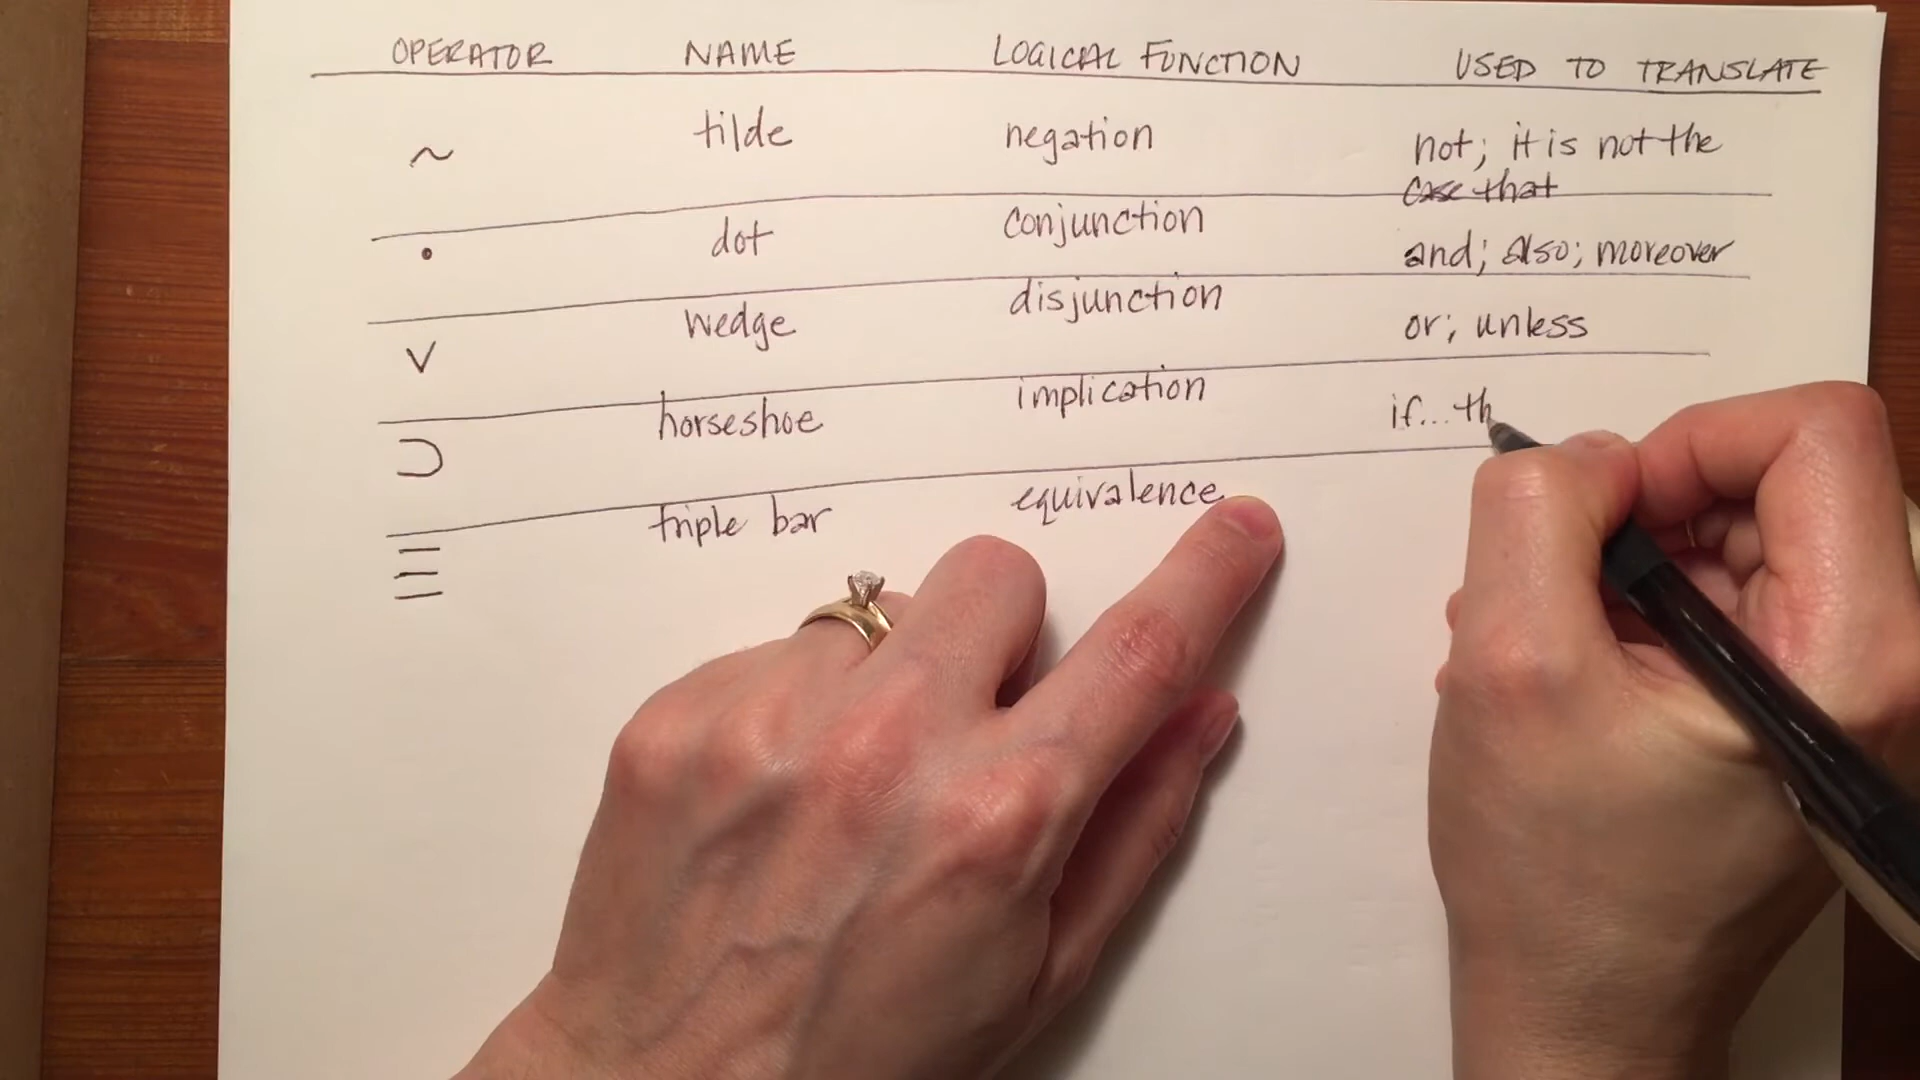 OPERATOR NAME LOGICAL FUNCTION USED TO TRANSLATE
~ tilde negation not; it is not the
case that
• dot conjunction and; also; moreover
v wedge disjunction or; unless
⊃ horseshoe implication if...th
≡ triple bar equivalence